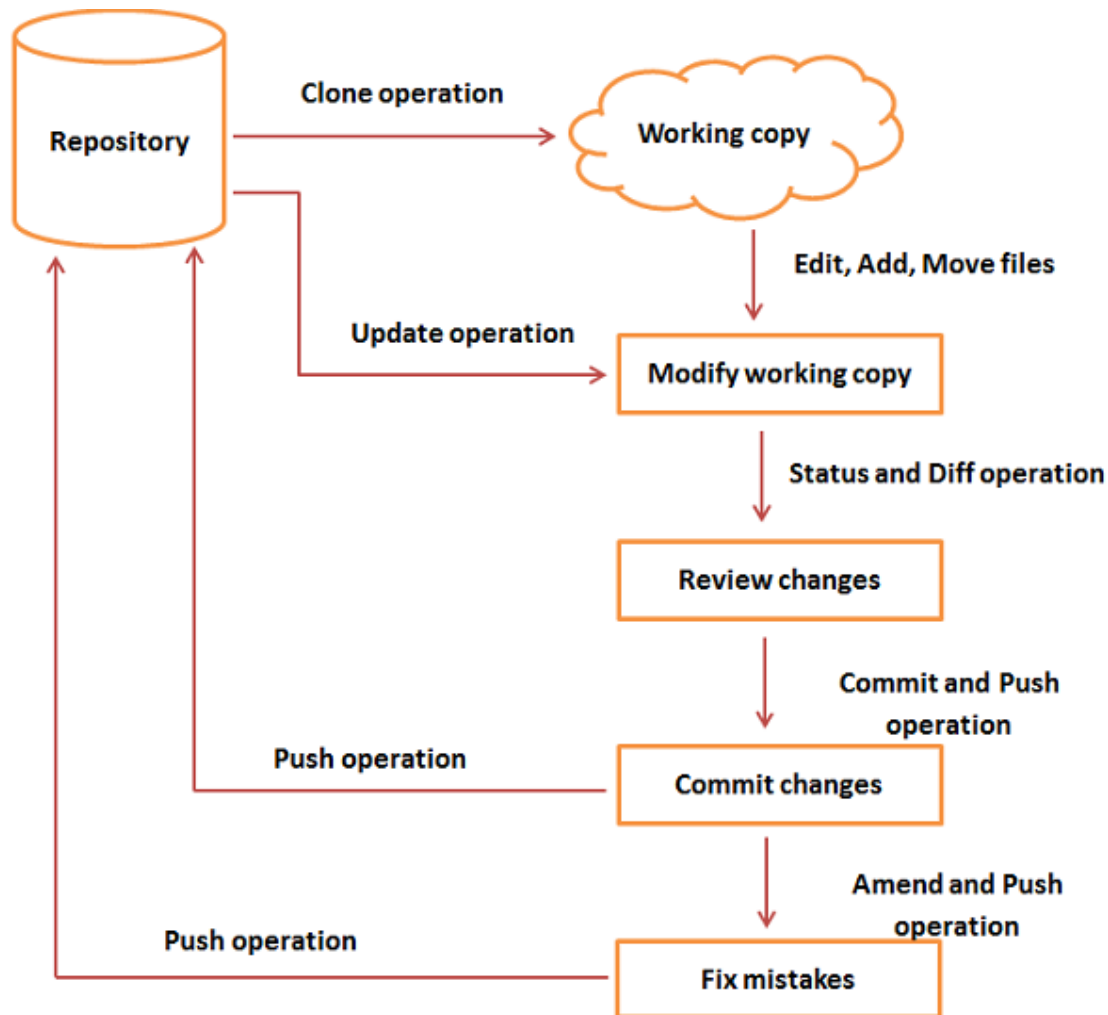 Clone operation
Repository
Working copy
Edit, Add, Move files
Update operation
Modify working copy
Status and Diff operation
Review changes
Commit and Push
operation
Push operation
Commit changes
Amend and Push
operation
Push operation
Fix mistakes